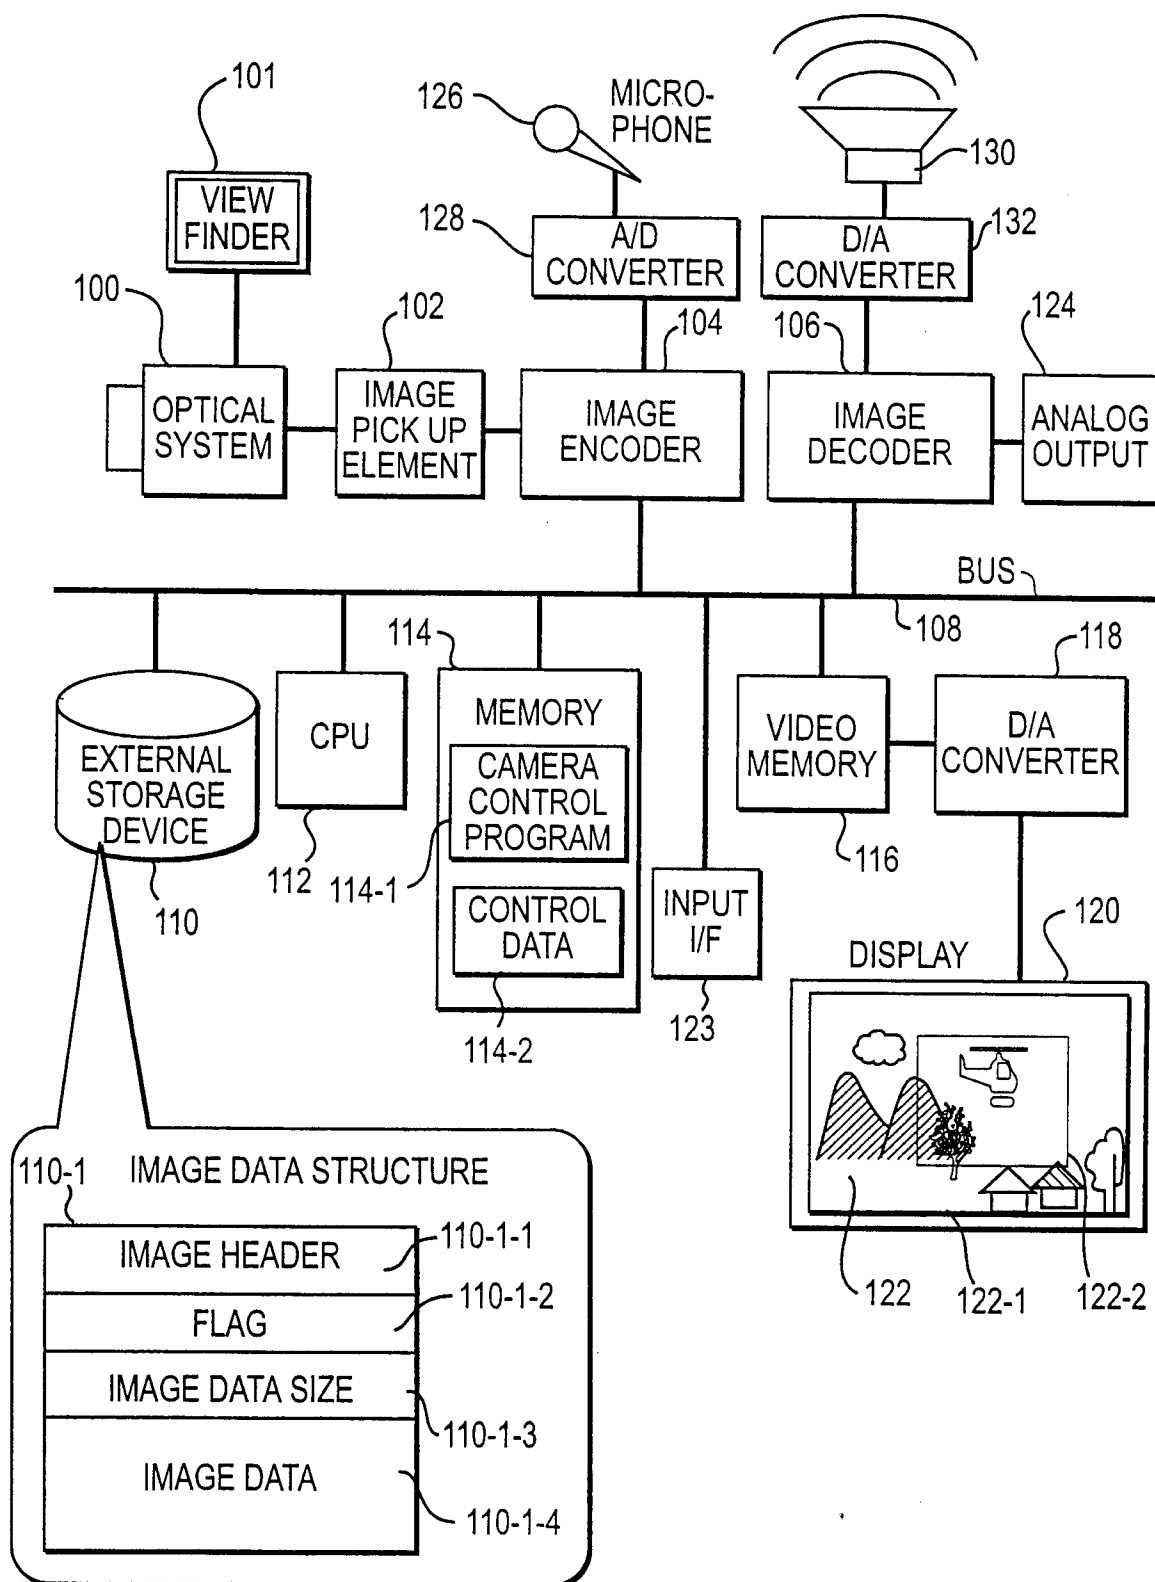 101
VIEW
FINDER
126
MICRO-
PHONE
130
128
A/D
CONVERTER
D/A
CONVERTER
132
100
102
104
106
124
OPTICAL
SYSTEM
IMAGE
PICK UP
ELEMENT
IMAGE
ENCODER
IMAGE
DECODER
ANALOG
OUTPUT
BUS
108
EXTERNAL
STORAGE
DEVICE
110
CPU
112
114
MEMORY
CAMERA
CONTROL
PROGRAM
114-1
CONTROL
DATA
114-2
INPUT
I/F
123
VIDEO
MEMORY
116
118
D/A
CONVERTER
120
DISPLAY
122
122-1
122-2
IMAGE DATA STRUCTURE
110-1
IMAGE HEADER
110-1-1
FLAG
110-1-2
IMAGE DATA SIZE
110-1-3
IMAGE DATA
110-1-4